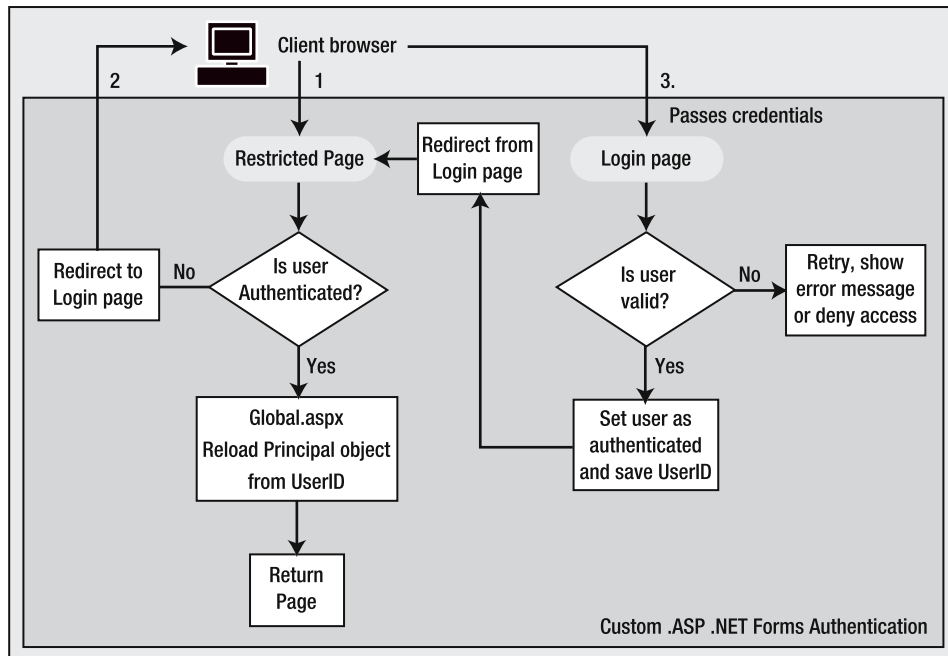 Client browser
2
1
3.
Passes credentials
Restricted Page
Redirect from
Login page
Login page
Redirect to
Login page
No
Is user
Authenticated?
Is user
valid?
No
Retry, show
error message
or deny access
Yes
Yes
Global.aspx
Reload Principal object
from UserID
Set user as
authenticated
and save UserID
Return
Page
Custom .ASP .NET Forms Authentication